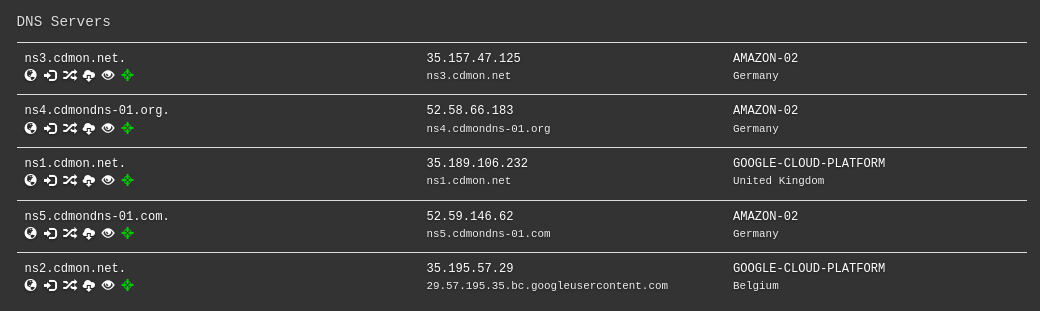 DNS Servers
ns3.cdmon.net. 35.157.47.125 AMAZON-02
ns3.cdmon.net Germany
ns4.cdmondns-01.org. 52.58.66.183 AMAZON-02
ns4.cdmondns-01.org Germany
ns1.cdmon.net. 35.189.106.232 GOOGLE-CLOUD-PLATFORM
ns1.cdmon.net United Kingdom
ns5.cdmondns-01.com. 52.59.146.62 AMAZON-02
ns5.cdmondns-01.com Germany
ns2.cdmon.net. 35.195.57.29 GOOGLE-CLOUD-PLATFORM
29.57.195.35.bc.googleusercontent.com Belgium